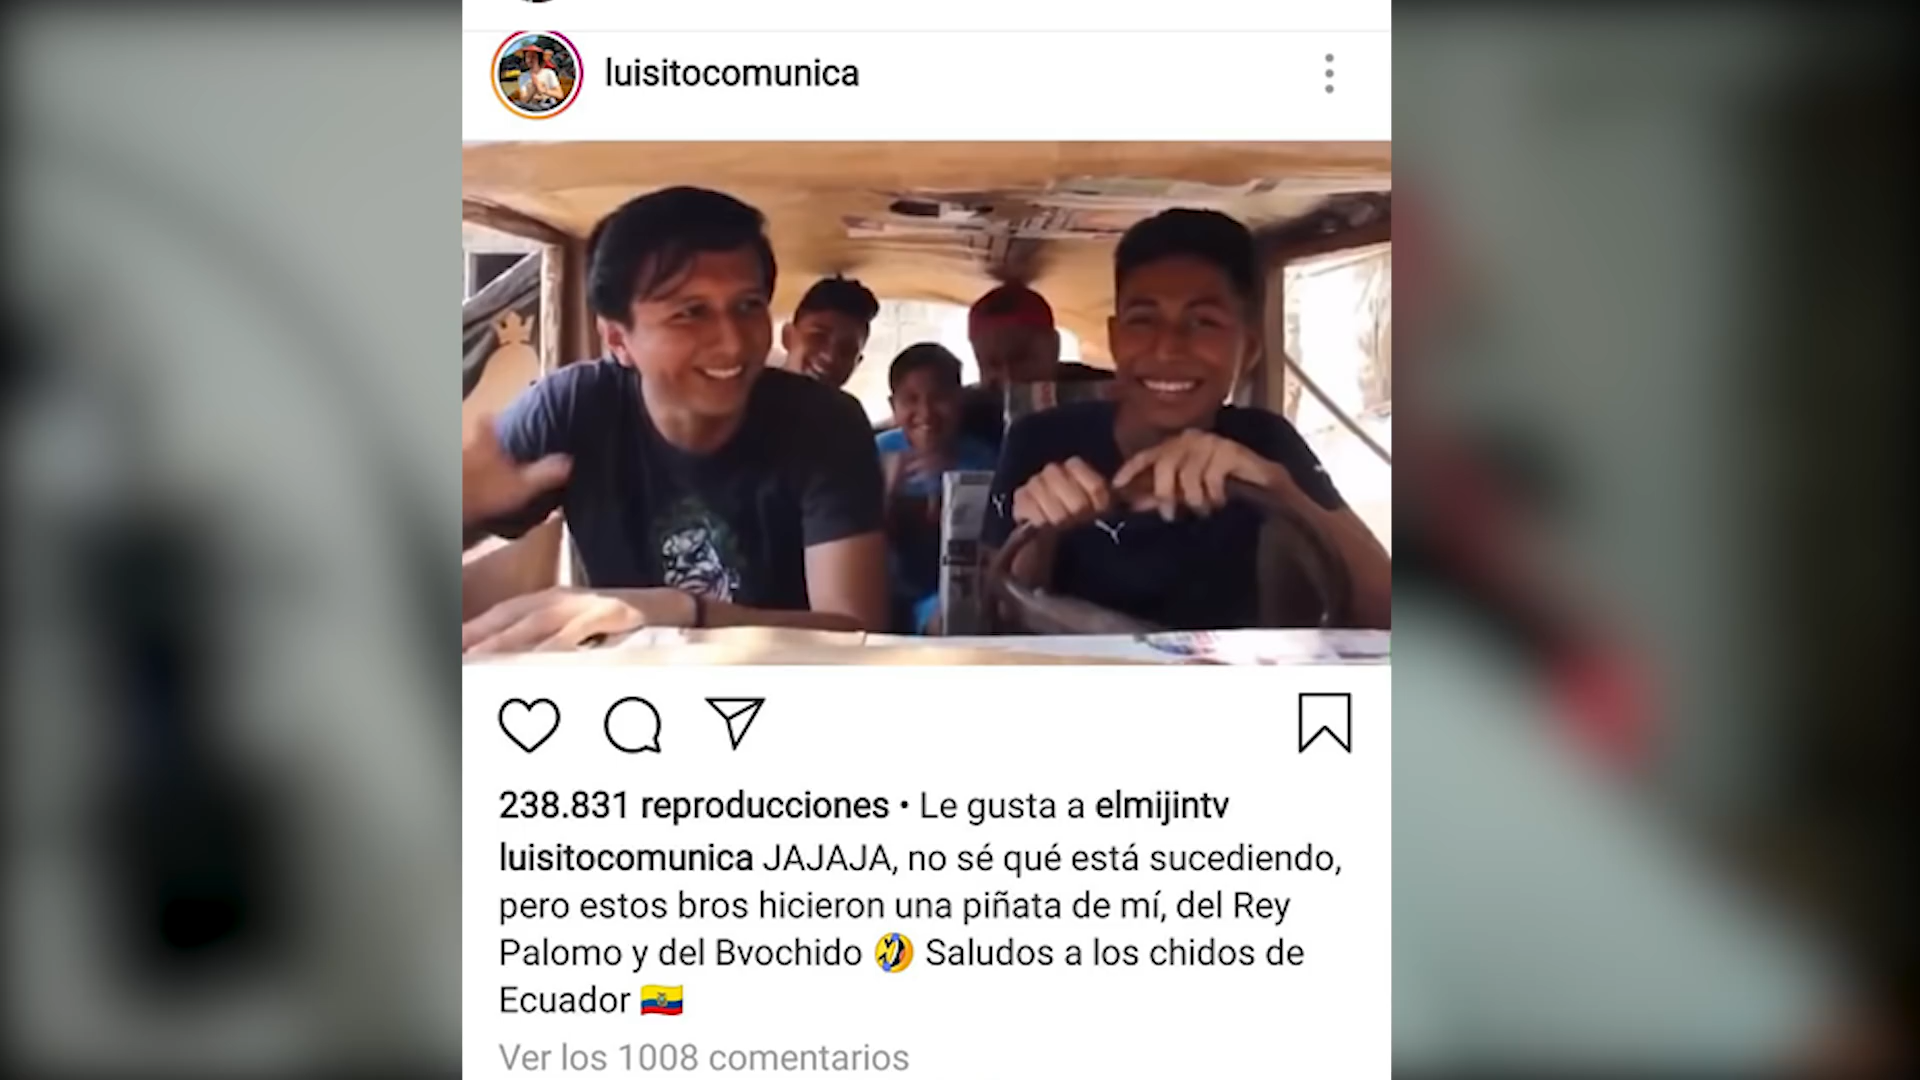 luisitocomunica
238.831 reproducciones • Le gusta a elmijintv
luisitocomunica JAJAJA, no sé qué está sucediendo,
pero estos bros hicieron una piñata de mí, del Rey
Palomo y del Bvochido 🤣 Saludos a los chidos de
Ecuador 🇪🇨
Ver los 1008 comentarios